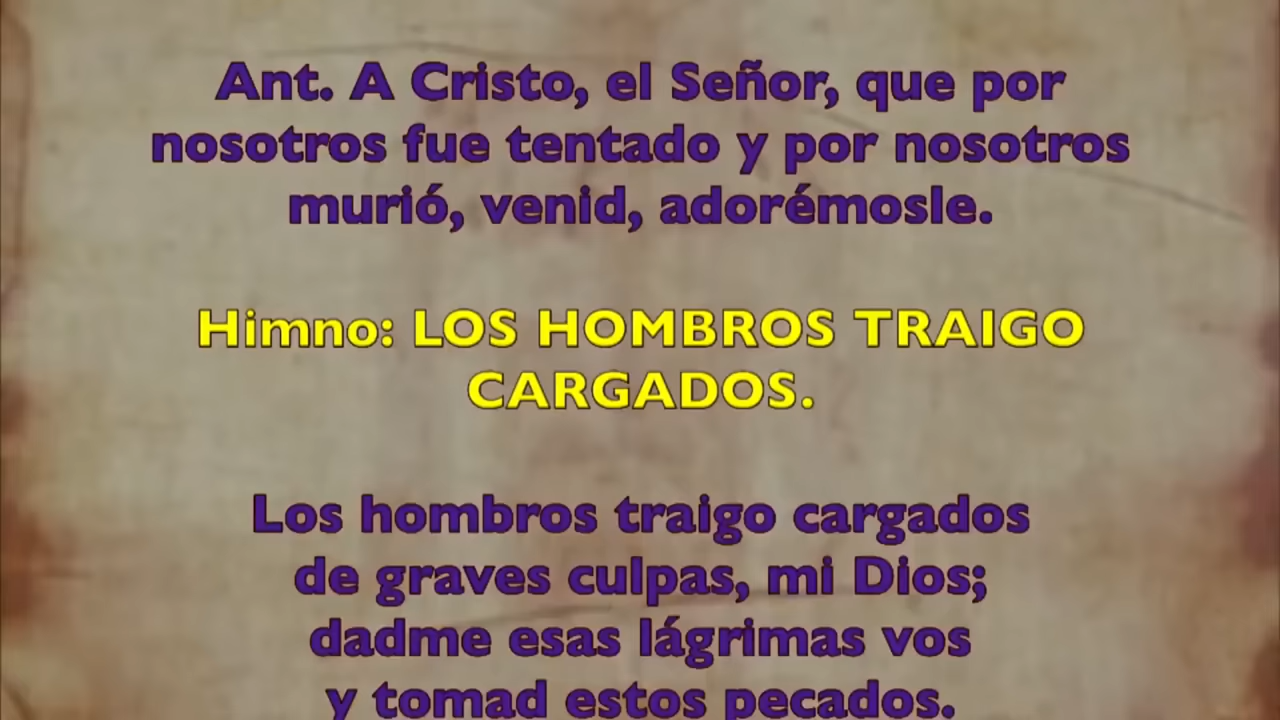 Ant. A Cristo, el Señor, que por
nosotros fue tentado y por nosotros
murió, venid, adorémosle.
Himno: LOS HOMBROS TRAIGO
CARGADOS.
Los hombros traigo cargados
de graves culpas, mi Dios;
dadme esas lágrimas vos
y tomad estos pecados.